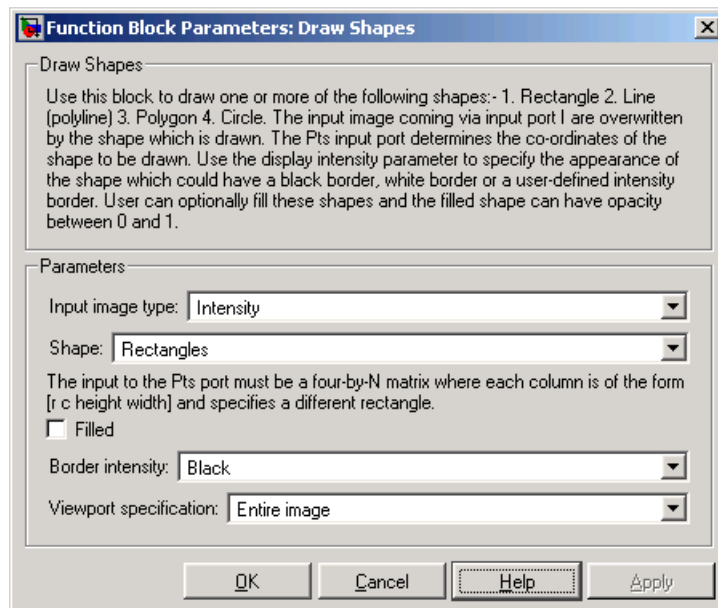 Function Block Parameters: Draw Shapes
Draw Shapes
Use this block to draw one or more of the following shapes:- 1. Rectangle 2. Line
(polyline) 3. Polygon 4. Circle. The input image coming via input port I are overwritten
by the shape which is drawn. The Pts input port determines the co-ordinates of the
shape to be drawn. Use the display intensity parameter to specify the appearance of
the shape which could have a black border, white border or a user-defined intensity
border. User can optionally fill these shapes and the filled shape can have opacity
between 0 and 1.
Parameters
Input image type: Intensity
Shape: Rectangles
The input to the Pts port must be a four-by-N matrix where each column is of the form
[r c height width] and specifies a different rectangle.
Filled
Border intensity: Black
Viewport specification: Entire image
OK Cancel Help Apply